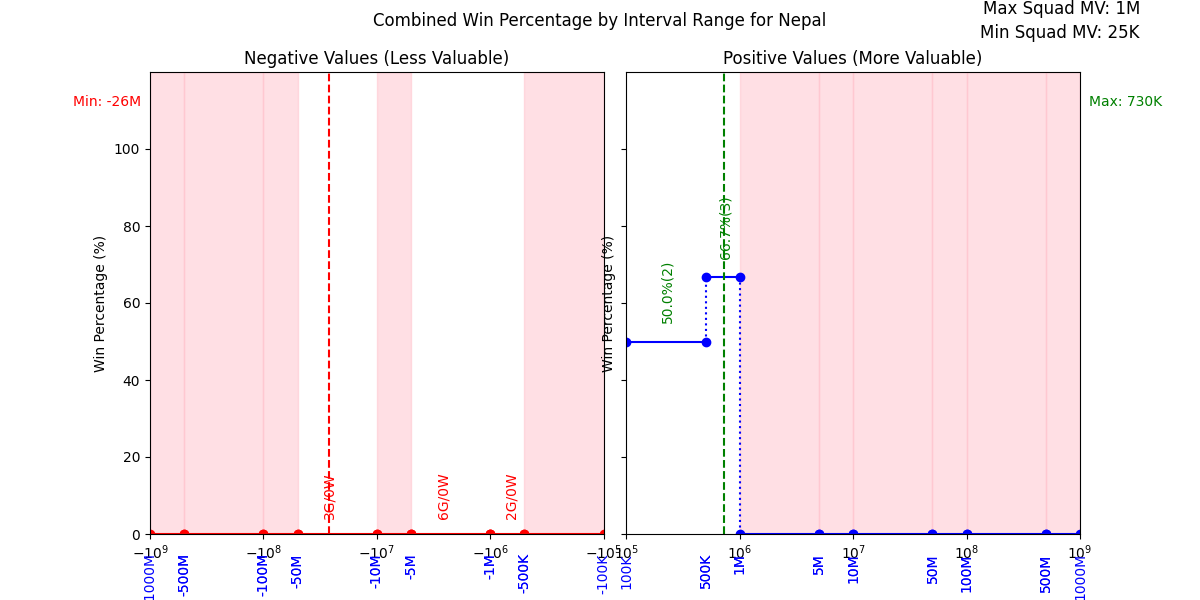 Combined Win Percentage by Interval Range for Nepal
Max Squad MV: 1M
Min Squad MV: 25K
Negative Values (Less Valuable)
Min: -26M
Win Percentage (%)
100
80
60
40
20
0
3G/0W
6G/0W
2G/0W
−10⁹
−10⁸
−10⁷
−10⁶
−10⁵
1000M
-500M
-100M
-50M
-10M
-5M
-1M
-500K
-100K
Positive Values (More Valuable)
Max: 730K
Win Percentage (%)
50.0%(2)
66.7%(3)
10⁵
10⁶
10⁷
10⁸
10⁹
100K
500K
1M
5M
10M
50M
100M
500M
1000M